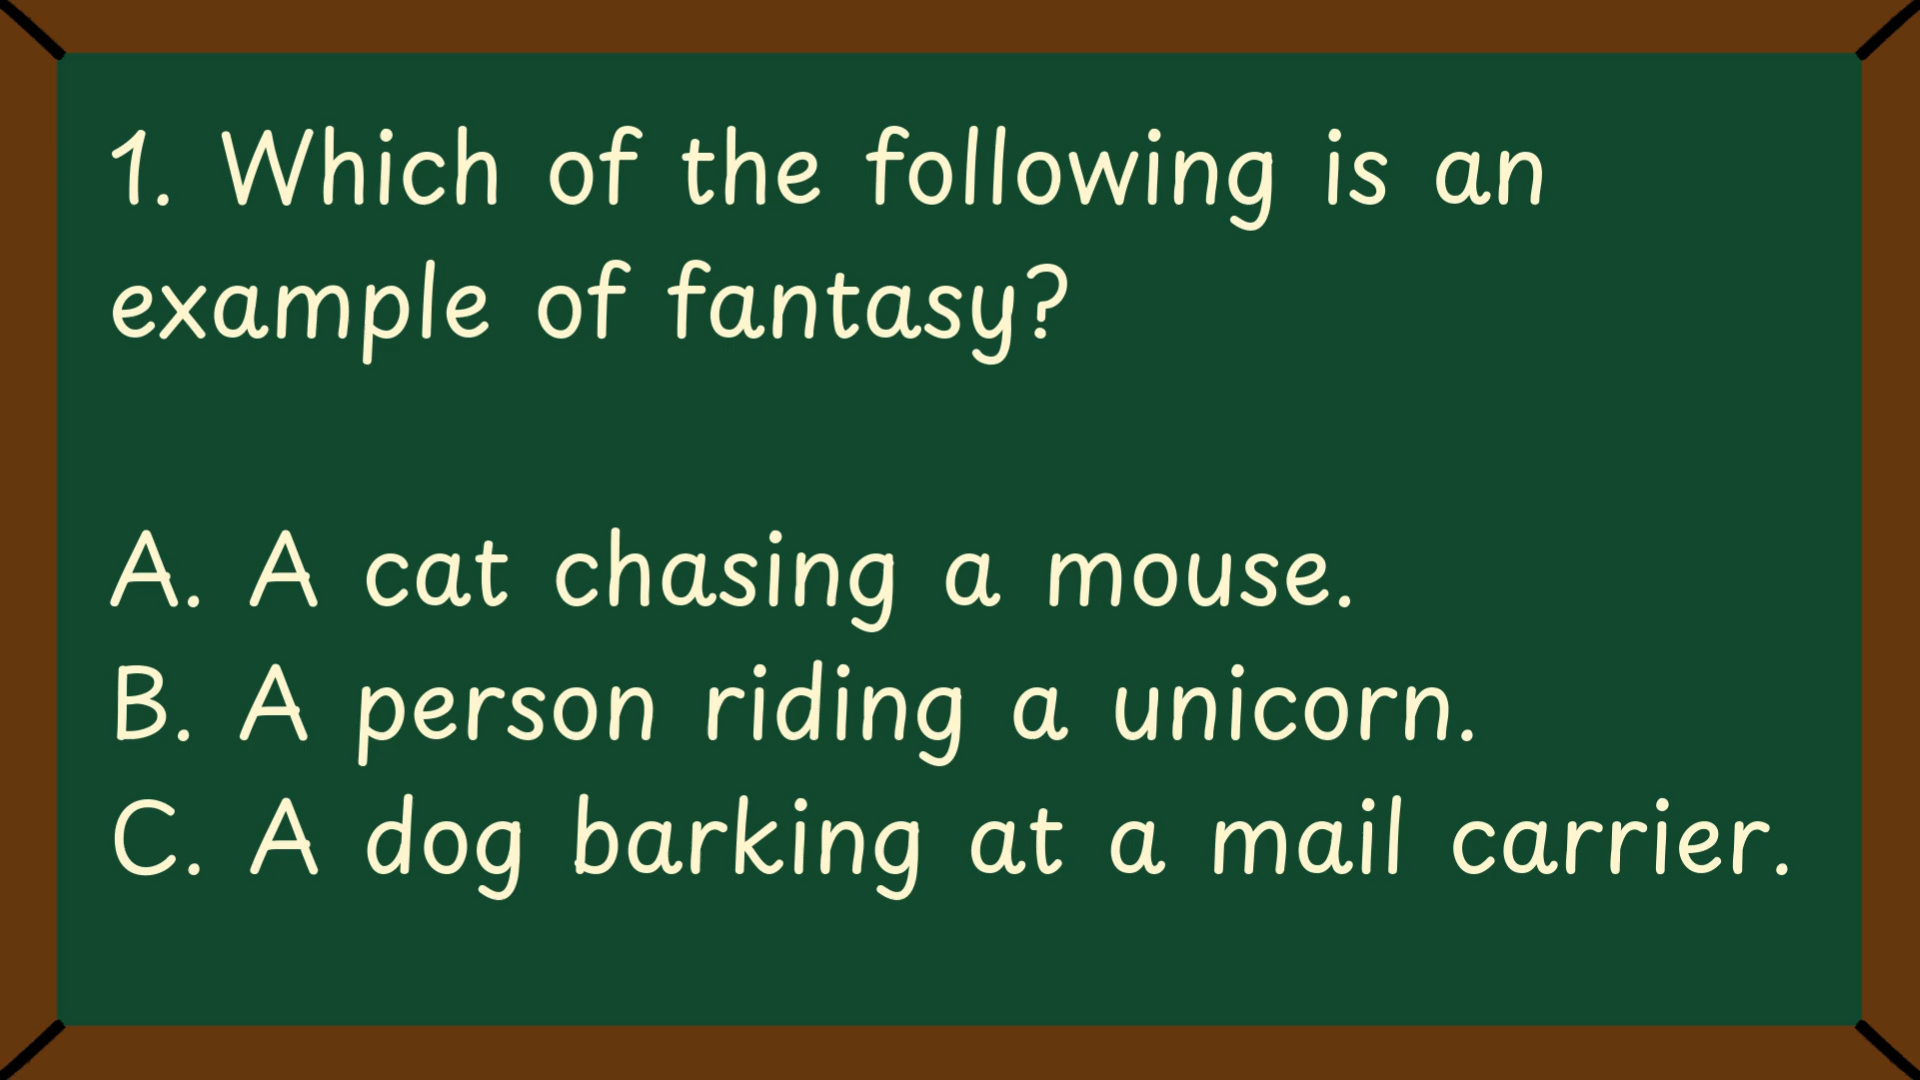 1. Which of the following is an
example of fantasy?
A. A cat chasing a mouse.
B. A person riding a unicorn.
C. A dog barking at a mail carrier.